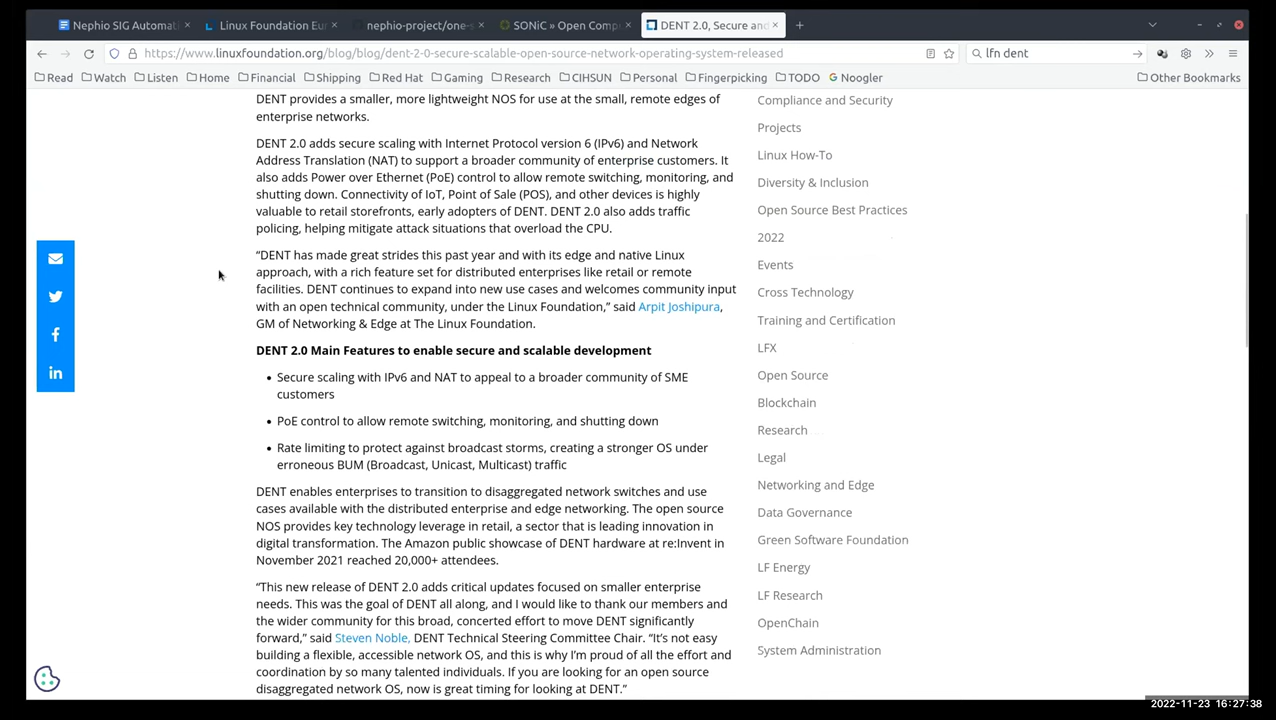 Nephio SIG Automati
Linux Foundation Eur
nephio-project/one-s
SONiC » Open Compu
DENT 2.0, Secure and
https://www.linuxfoundation.org/blog/blog/dent-2-0-secure-scalable-open-source-network-operating-system-released
lfn dent
Read
Watch
Listen
Home
Financial
Shipping
Red Hat
Gaming
Research
CIHSUN
Personal
Fingerpicking
TODO
Noogler
Other Bookmarks
DENT provides a smaller, more lightweight NOS for use at the small, remote edges of
enterprise networks.
DENT 2.0 adds secure scaling with Internet Protocol version 6 (IPv6) and Network
Address Translation (NAT) to support a broader community of enterprise customers. It
also adds Power over Ethernet (PoE) control to allow remote switching, monitoring, and
shutting down. Connectivity of IoT, Point of Sale (POS), and other devices is highly
valuable to retail storefronts, early adopters of DENT. DENT 2.0 also adds traffic
policing, helping mitigate attack situations that overload the CPU.
“DENT has made great strides this past year and with its edge and native Linux
approach, with a rich feature set for distributed enterprises like retail or remote
facilities. DENT continues to expand into new use cases and welcomes community input
with an open technical community, under the Linux Foundation,” said Arpit Joshipura,
GM of Networking & Edge at The Linux Foundation.
DENT 2.0 Main Features to enable secure and scalable development
• Secure scaling with IPv6 and NAT to appeal to a broader community of SME
customers
• PoE control to allow remote switching, monitoring, and shutting down
• Rate limiting to protect against broadcast storms, creating a stronger OS under
erroneous BUM (Broadcast, Unicast, Multicast) traffic
DENT enables enterprises to transition to disaggregated network switches and use
cases available with the distributed enterprise and edge networking. The open source
NOS provides key technology leverage in retail, a sector that is leading innovation in
digital transformation. The Amazon public showcase of DENT hardware at re:Invent in
November 2021 reached 20,000+ attendees.
“This new release of DENT 2.0 adds critical updates focused on smaller enterprise
needs. This was the goal of DENT all along, and I would like to thank our members and
the wider community for this broad, concerted effort to move DENT significantly
forward,” said Steven Noble, DENT Technical Steering Committee Chair. “It’s not easy
building a flexible, accessible network OS, and this is why I’m proud of all the effort and
coordination by so many talented individuals. If you are looking for an open source
disaggregated network OS, now is great timing for looking at DENT.”
Compliance and Security
Projects
Linux How-To
Diversity & Inclusion
Open Source Best Practices
2022
Events
Cross Technology
Training and Certification
LFX
Open Source
Blockchain
Research
Legal
Networking and Edge
Data Governance
Green Software Foundation
LF Energy
LF Research
OpenChain
System Administration
2022-11-23 16:27:38